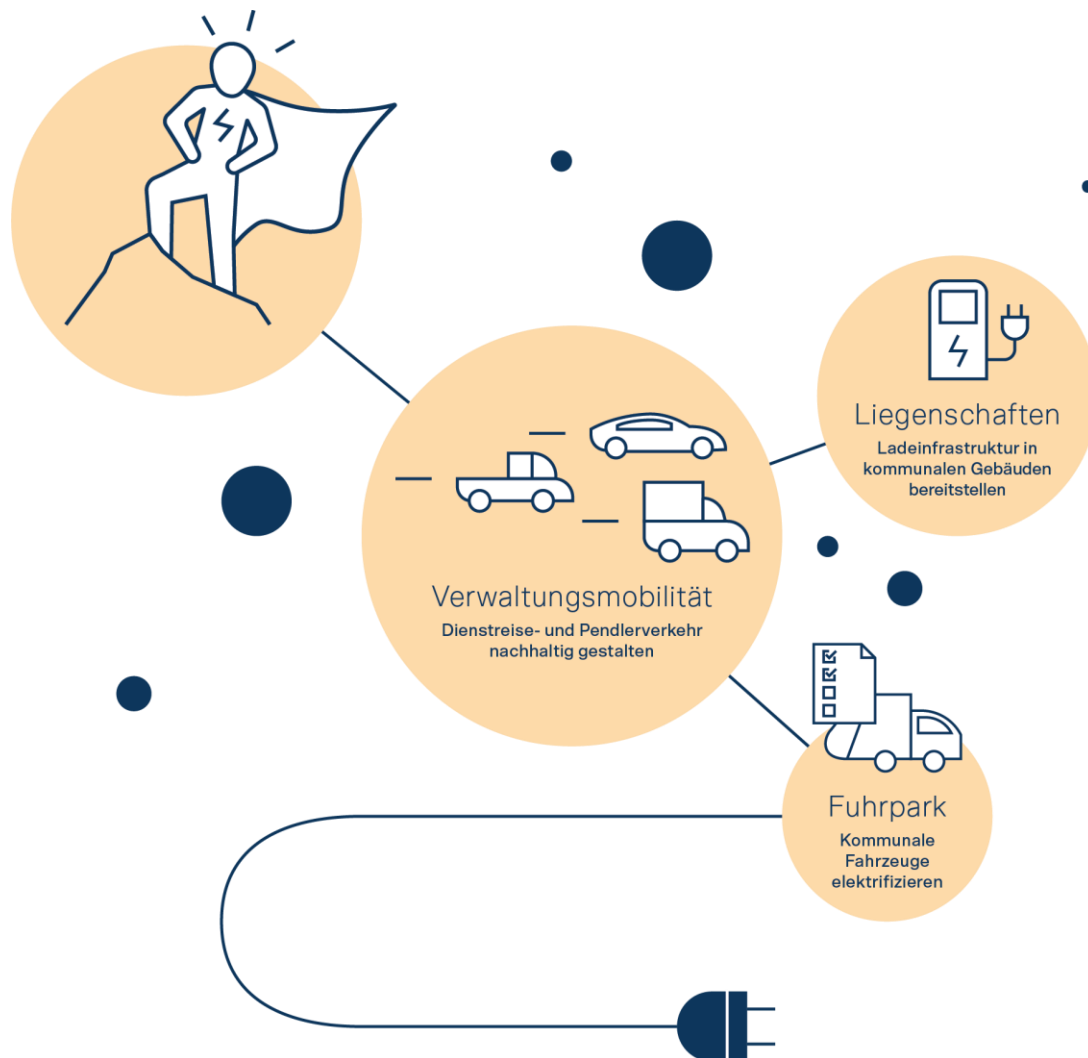 Liegenschaften
Ladeinfrastruktur in
kommunalen Gebäuden
bereitstellen
Verwaltungsmobilität
Dienstreise- und Pendlerverkehr
nachhaltig gestalten
Fuhrpark
Kommunale
Fahrzeuge
elektrifizieren